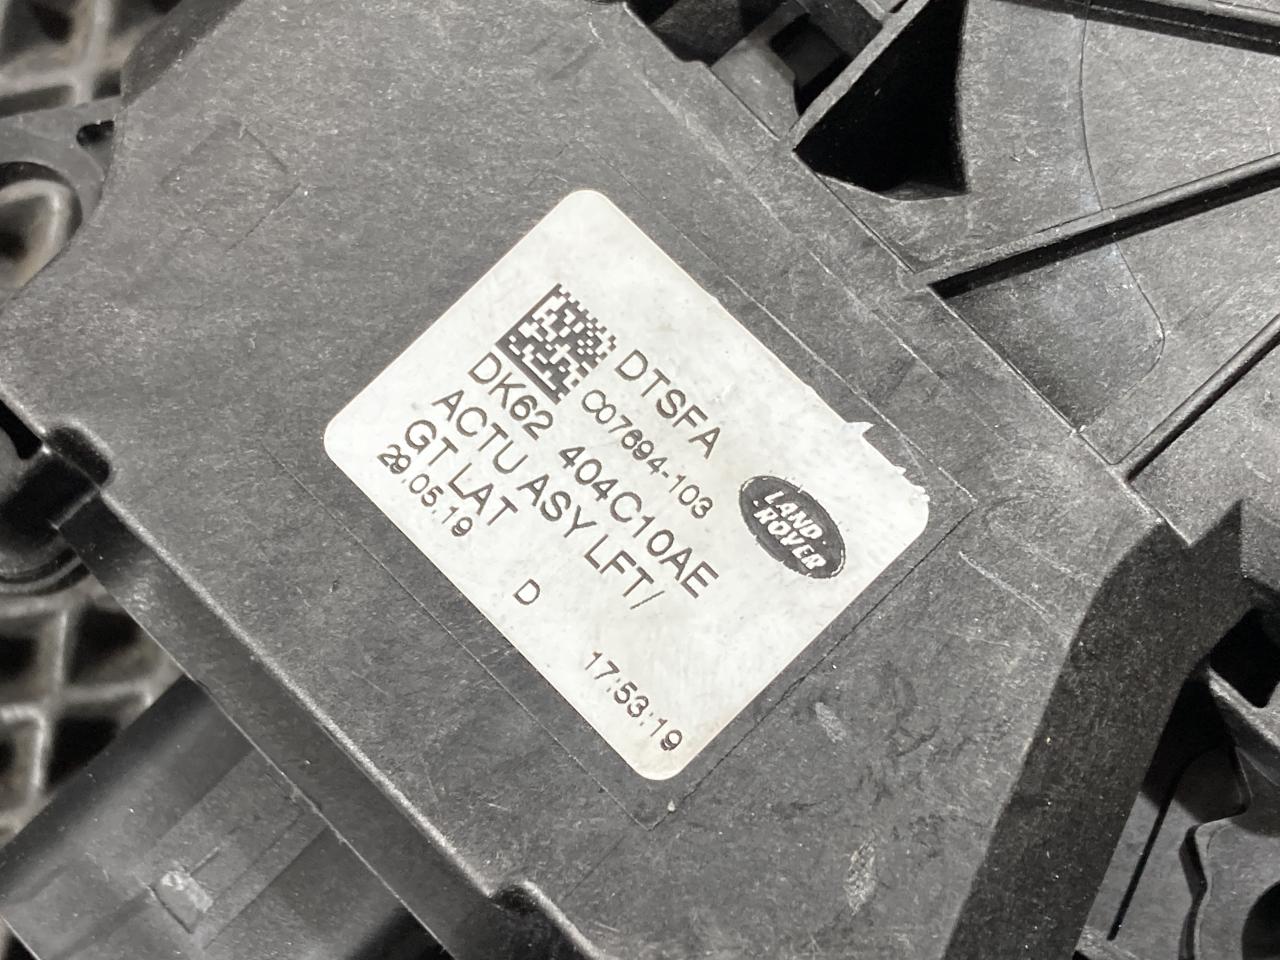 DTSFA
C07694-103
DK62 404C10AE
ACTU ASY LFT/
GT LAT
29.05.19
D
17:53:19
LAND
ROVER